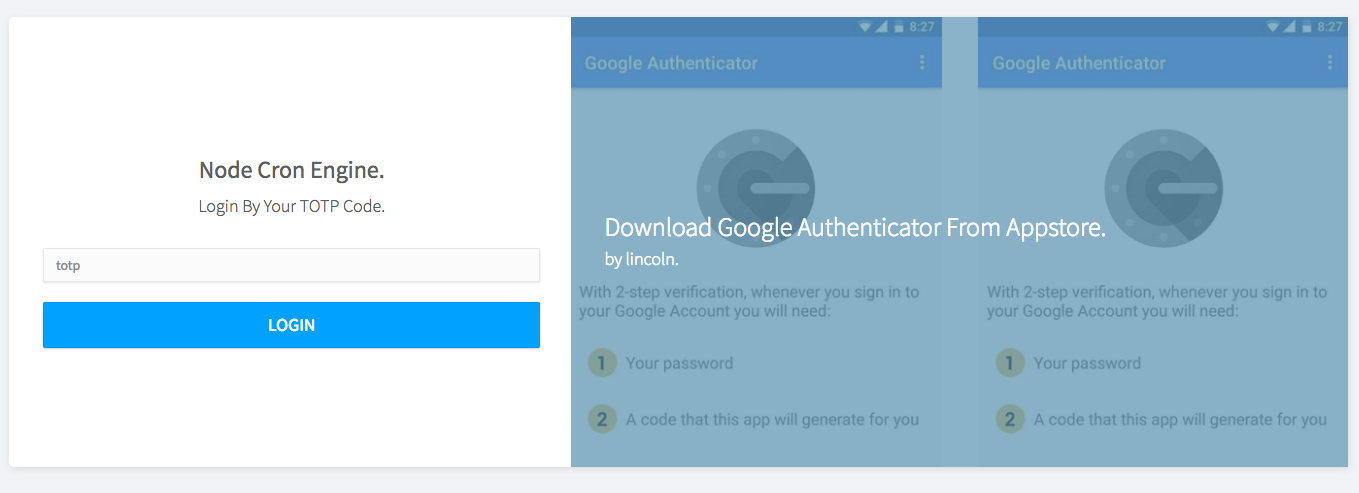 Node Cron Engine.
Login By Your TOTP Code.
totp
LOGIN
8:27
Google Authenticator
Download Google Authenticator From Appstore.
by lincoln.
With 2-step verification, whenever you sign in to
your Google Account you will need:
1 Your password
2 A code that this app will generate for you
8:27
Google Authenticator
With 2-step verification, whenever you sign in to
your Google Account you will need:
1 Your password
2 A code that this app will generate for you